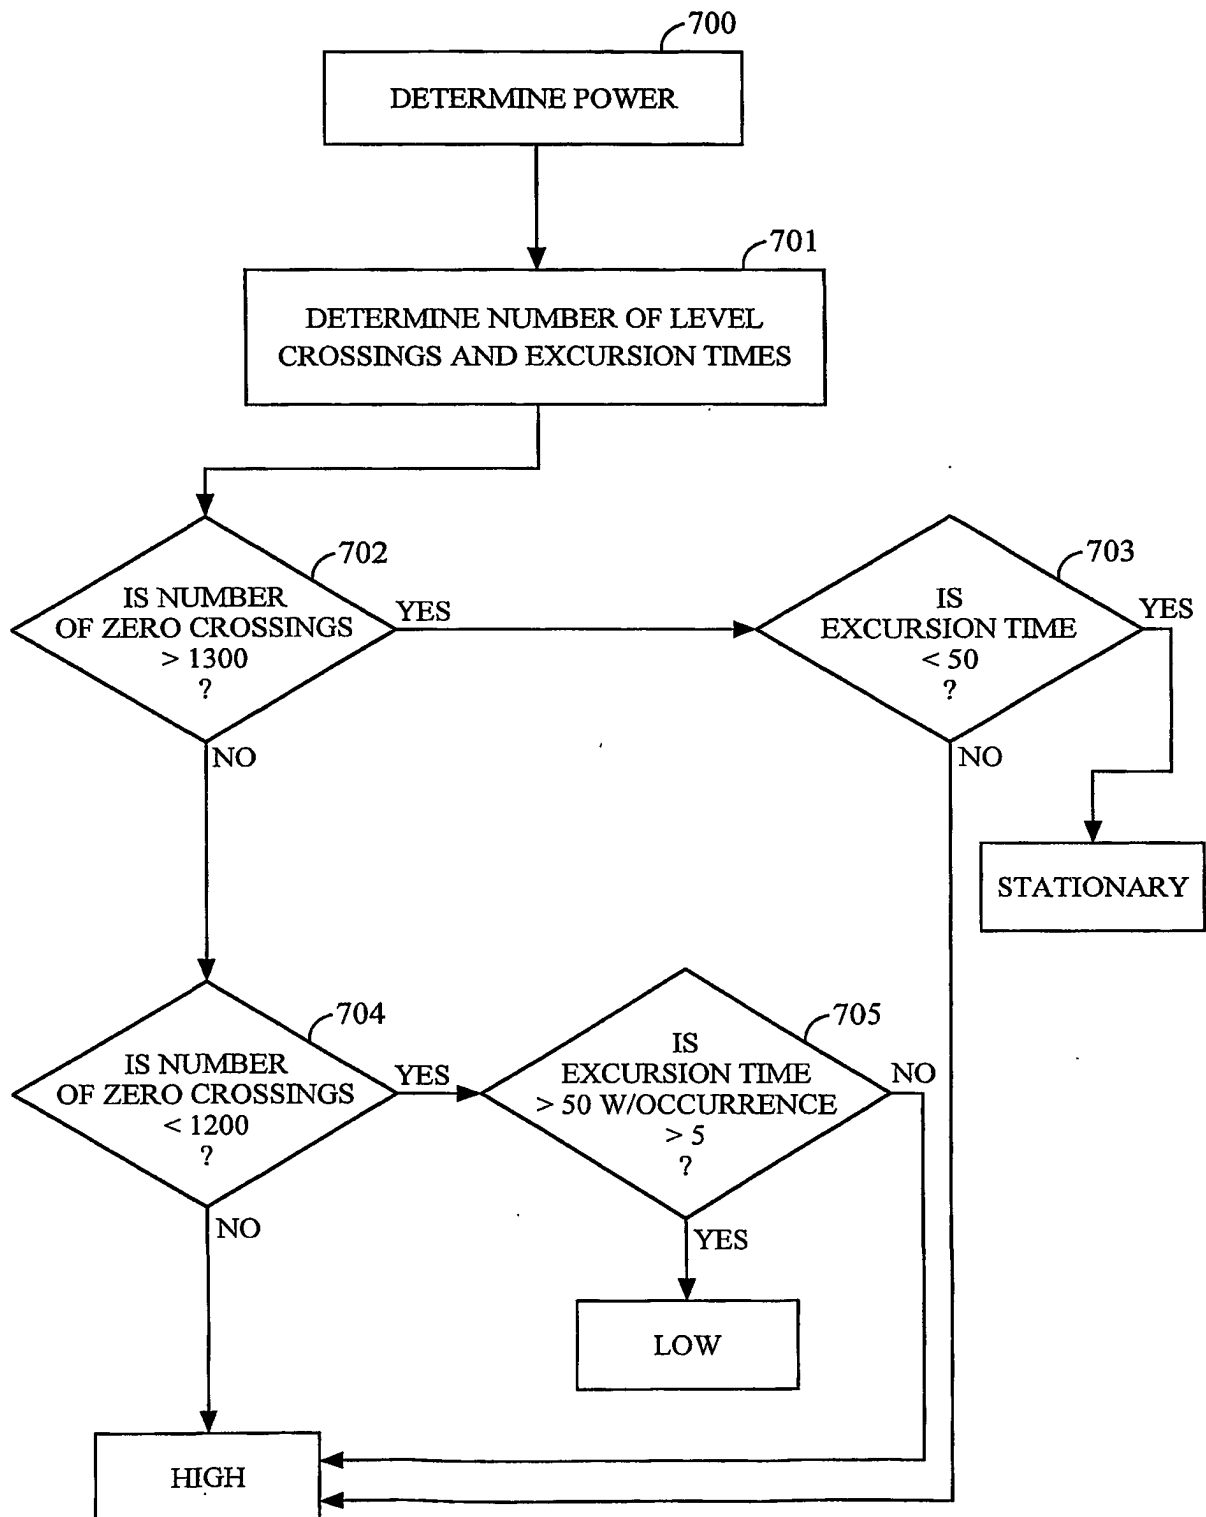 700
DETERMINE POWER
701
DETERMINE NUMBER OF LEVEL
CROSSINGS AND EXCURSION TIMES
702
IS NUMBER
OF ZERO CROSSINGS
> 1300
?
YES
NO
703
IS
EXCURSION TIME
< 50
?
YES
NO
STATIONARY
704
IS NUMBER
OF ZERO CROSSINGS
< 1200
?
YES
NO
705
IS
EXCURSION TIME
> 50 W/OCCURRENCE
> 5
?
NO
YES
LOW
HIGH